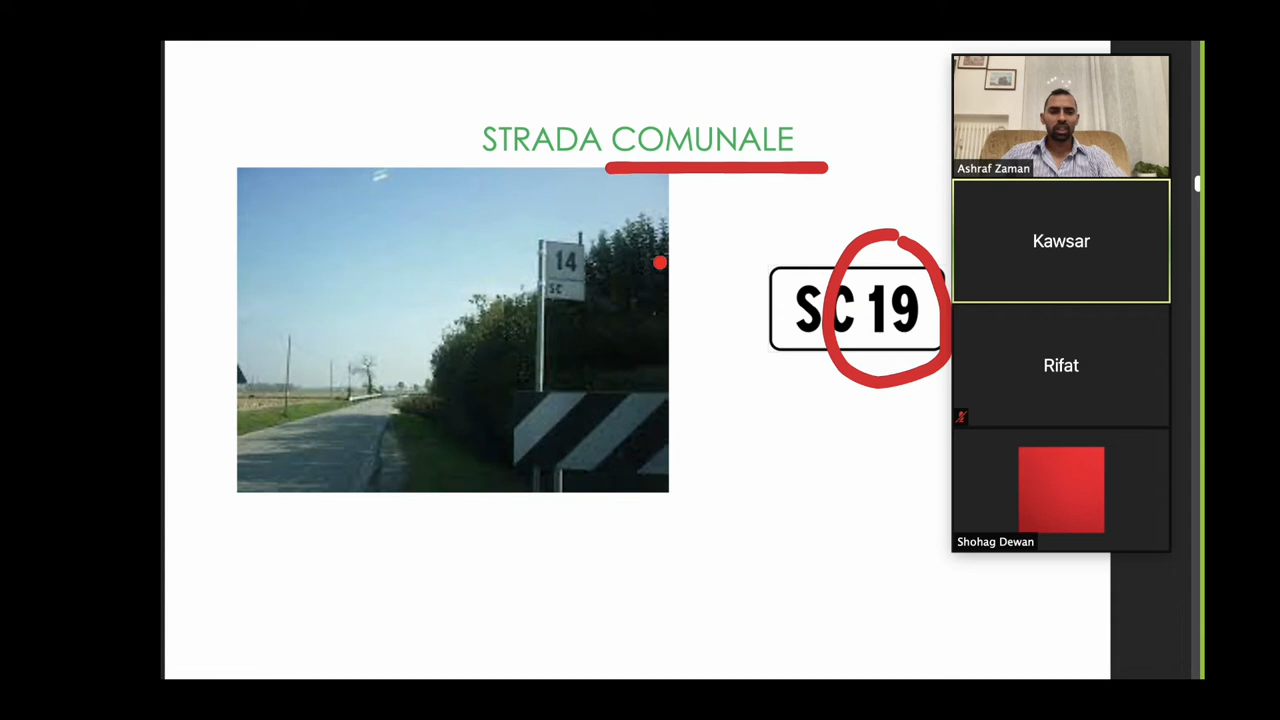 STRADA COMUNALE
14
SC
SC 19
Ashraf Zaman
Kawsar
Rifat
Shohag Dewan